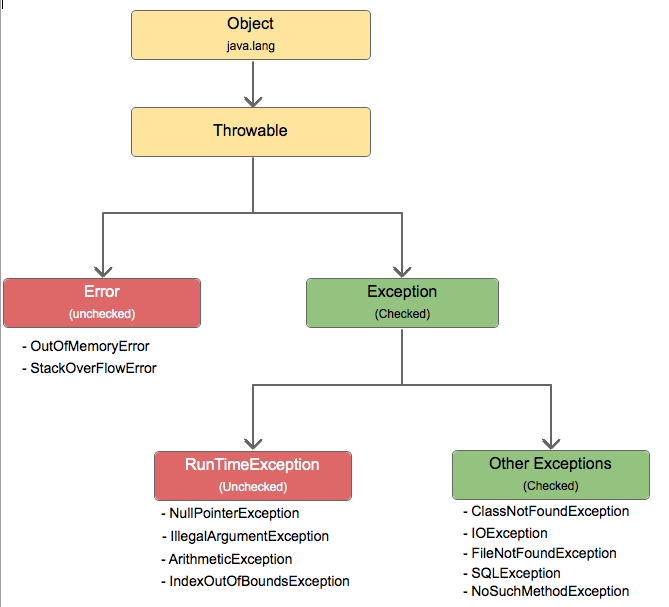 Object
java.lang
Throwable
Error
(unchecked)
- OutOfMemoryError
- StackOverFlowError
Exception
(Checked)
RunTimeException
(Unchecked)
- NullPointerException
- IllegalArgumentException
- ArithmeticException
- IndexOutOfBoundsException
Other Exceptions
(Checked)
- ClassNotFoundException
- IOException
- FileNotFoundException
- SQLException
- NoSuchMethodException